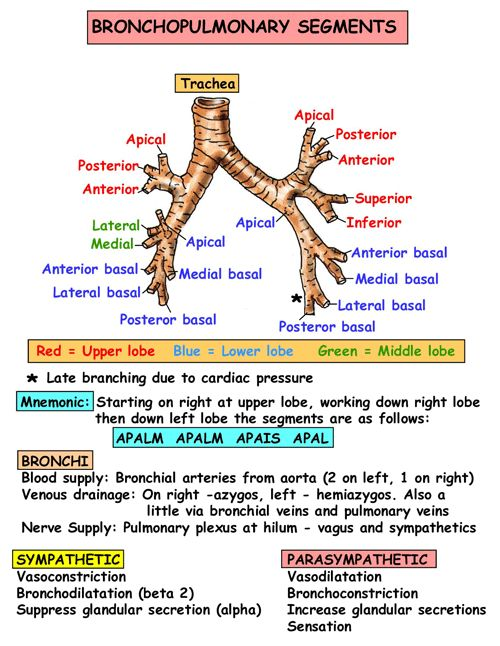 BRONCHOPULMONARY SEGMENTS
Trachea
Apical
Posterior
Anterior
Lateral
Medial
Apical
Anterior basal
Medial basal
Lateral basal
Posteror basal
Apical
Posterior
Anterior
Superior
Inferior
Apical
Anterior basal
Medial basal
* Lateral basal
Posterior basal
Red = Upper lobe Blue = Lower lobe Green = Middle lobe
* Late branching due to cardiac pressure
Mnemonic: Starting on right at upper lobe, working down right lobe
then down left lobe the segments are as follows:
APALM APALM APAIS APAL
BRONCHI
Blood supply: Bronchial arteries from aorta (2 on left, 1 on right)
Venous drainage: On right -azygos, left - hemiazygos. Also a
little via bronchial veins and pulmonary veins
Nerve Supply: Pulmonary plexus at hilum - vagus and sympathetics
SYMPATHETIC
Vasoconstriction
Bronchodilatation (beta 2)
Suppress glandular secretion (alpha)
PARASYMPATHETIC
Vasodilatation
Bronchoconstriction
Increase glandular secretions
Sensation